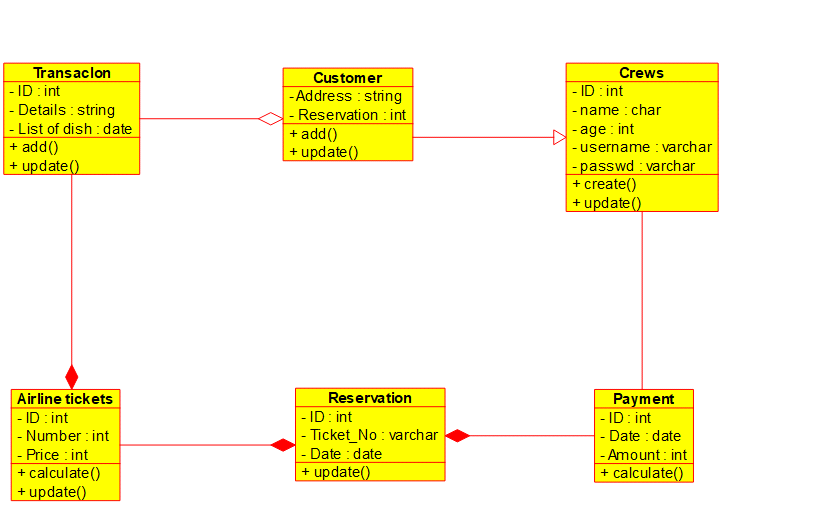 Transaclon
- ID : int
- Details : string
- List of dish : date
+ add()
+ update()
Customer
- Address : string
- Reservation : int
+ add()
+ update()
Crews
- ID : int
- name : char
- age : int
- username : varchar
- passwd : varchar
+ create()
+ update()
Airline tickets
- ID : int
- Number : int
- Price : int
+ calculate()
+ update()
Reservation
- ID : int
- Ticket_No : varchar
- Date : date
+ update()
Payment
- ID : int
- Date : date
- Amount : int
+ calculate()